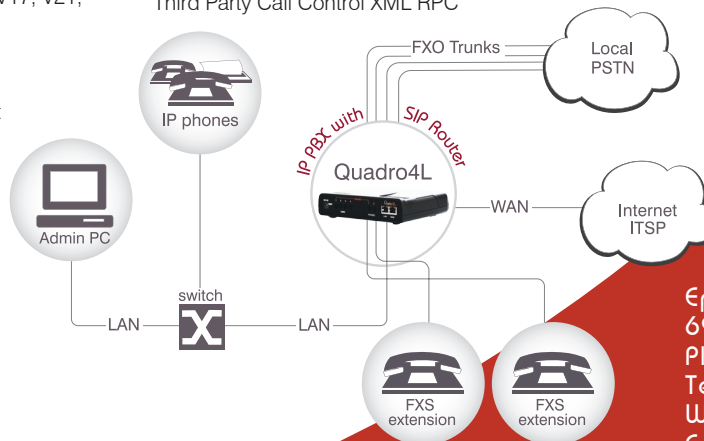 V21,
Third Party Call Control XML RPC
FXO Trunks
Local
PSTN
IP phones
IP PBX with
SIP Router
Quadro4L
Admin PC
WAN
Internet
ITSP
switch
LAN
LAN
FXS
extension
FXS
extension